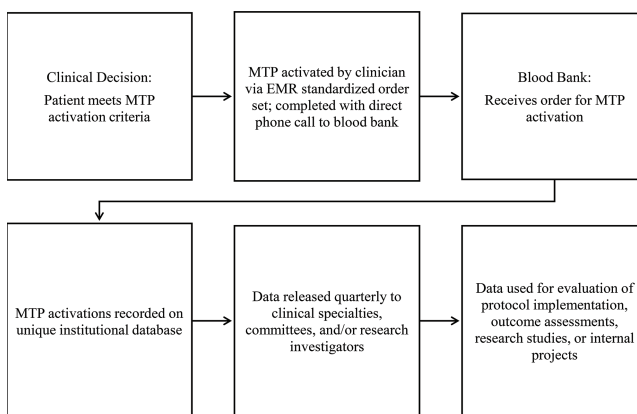 Clinical Decision:
Patient meets MTP
activation criteria
MTP activated by clinician
via EMR standardized order
set; completed with direct
phone call to blood bank
Blood Bank:
Receives order for MTP
activation
MTP activations recorded on
unique institutional database
Data released quarterly to
clinical specialties,
committees, and/or research
investigators
Data used for evaluation of
protocol implementation,
outcome assessments,
research studies, or internal
projects